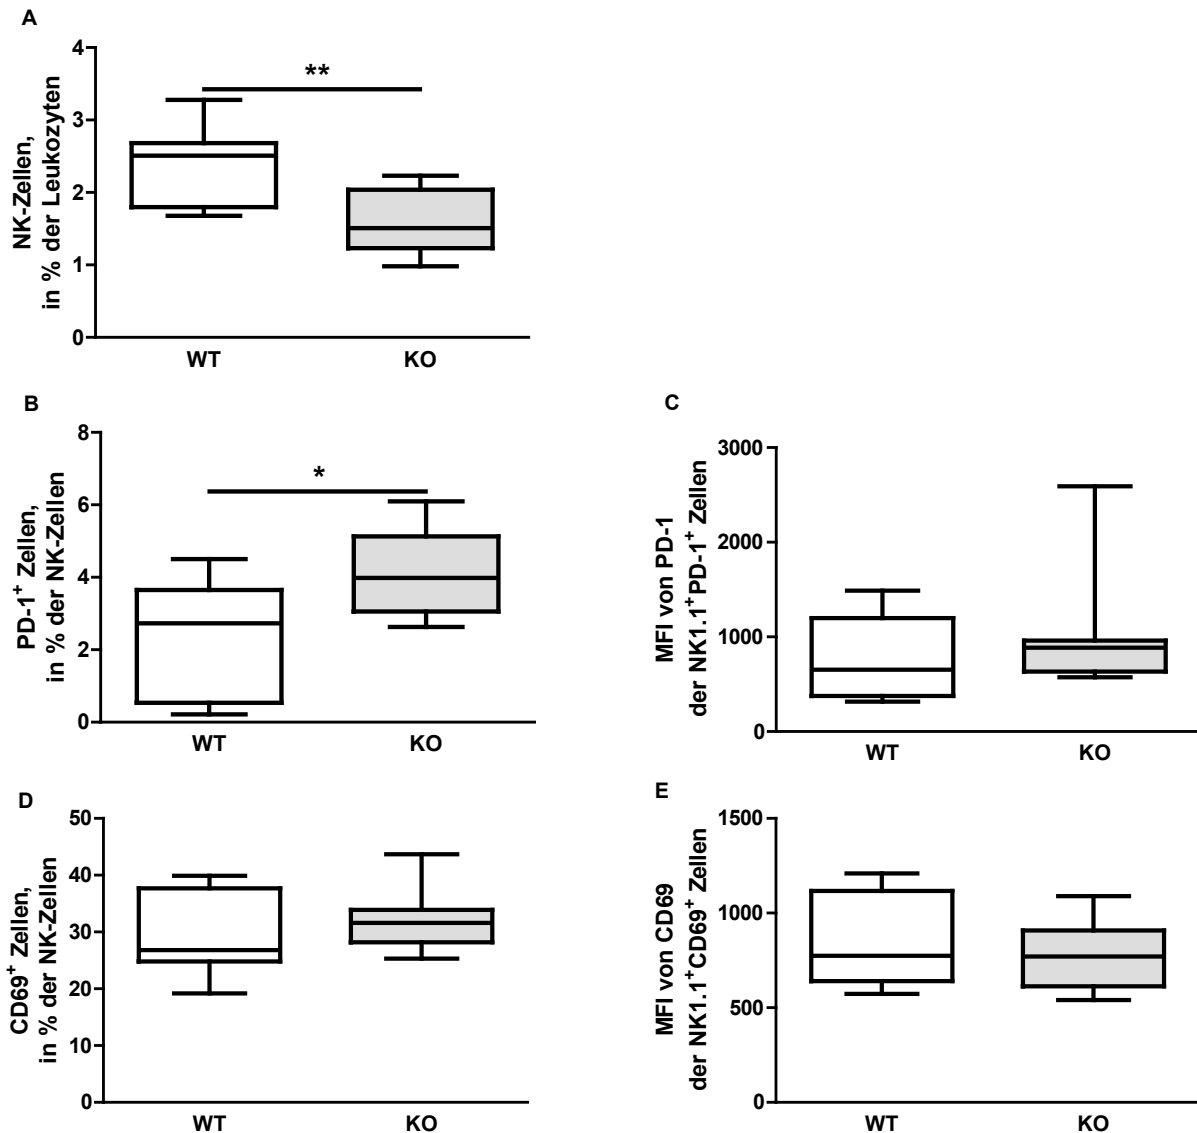 A
NK-Zellen,
in % der Leukozyten
4
3
2
1
0
**
WT KO
B
PD-1+ Zellen,
in % der NK-Zellen
8
6
4
2
0
*
WT KO
C
MFI von PD-1
der NK1.1+PD-1+ Zellen
3000
2000
1000
0
WT KO
D
CD69+ Zellen,
in % der NK-Zellen
50
40
30
20
10
0
WT KO
E
MFI von CD69
der NK1.1+CD69+ Zellen
1500
1000
500
0
WT KO